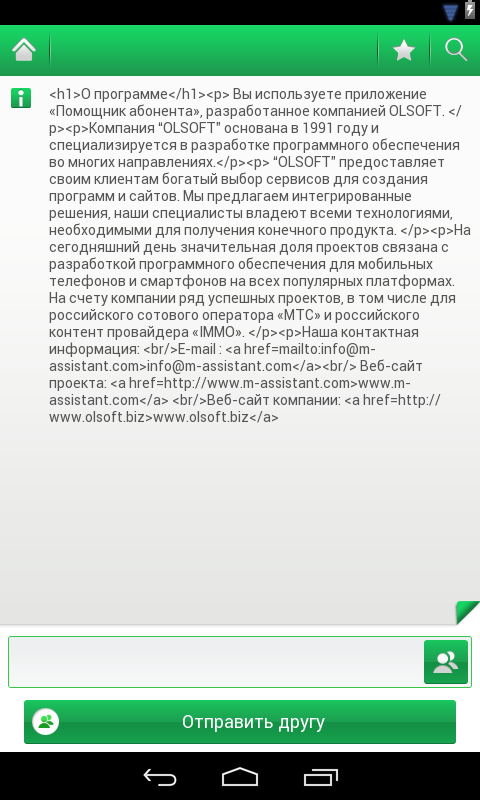 <h1>О программе</h1><p> Вы используете приложение
«Помощник абонента», разработанное компанией OLSOFT. </
p><p>Компания “OLSOFT” основана в 1991 году и
специализируется в разработке программного обеспечения
во многих направлениях.</p><p> “OLSOFT” предоставляет
своим клиентам богатый выбор сервисов для создания
программ и сайтов. Мы предлагаем интегрированные
решения, наши специалисты владеют всеми технологиями,
необходимыми для получения конечного продукта. </p><p>На
сегодняшний день значительная доля проектов связана с
разработкой программного обеспечения для мобильных
телефонов и смартфонов на всех популярных платформах.
На счету компании ряд успешных проектов, в том числе для
российского сотового оператора «МТС» и российского
контент провайдера «IMMO». </p><p>Наша контактная
информация: <br/>E-mail : <a href=mailto:info@m-
assistant.com>info@m-assistant.com</a><br/> Веб-сайт
проекта: <a href=http://www.m-assistant.com>www.m-
assistant.com</a> <br/>Веб-сайт компании: <a href=http://
www.olsoft.biz>www.olsoft.biz</a>
Отправить другу